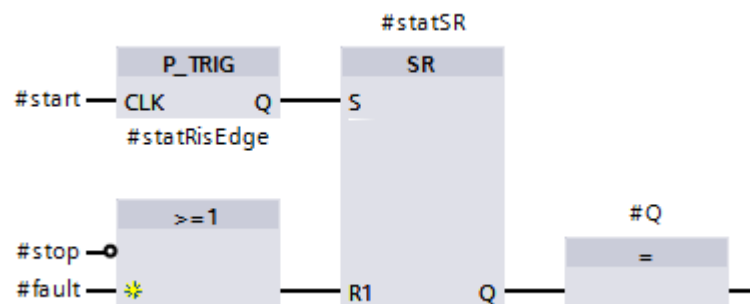 #statSR
P_TRIG
SR
#start
CLK
Q
S
#statRisEdge
>=1
#Q
#stop
=
#fault
R1
Q